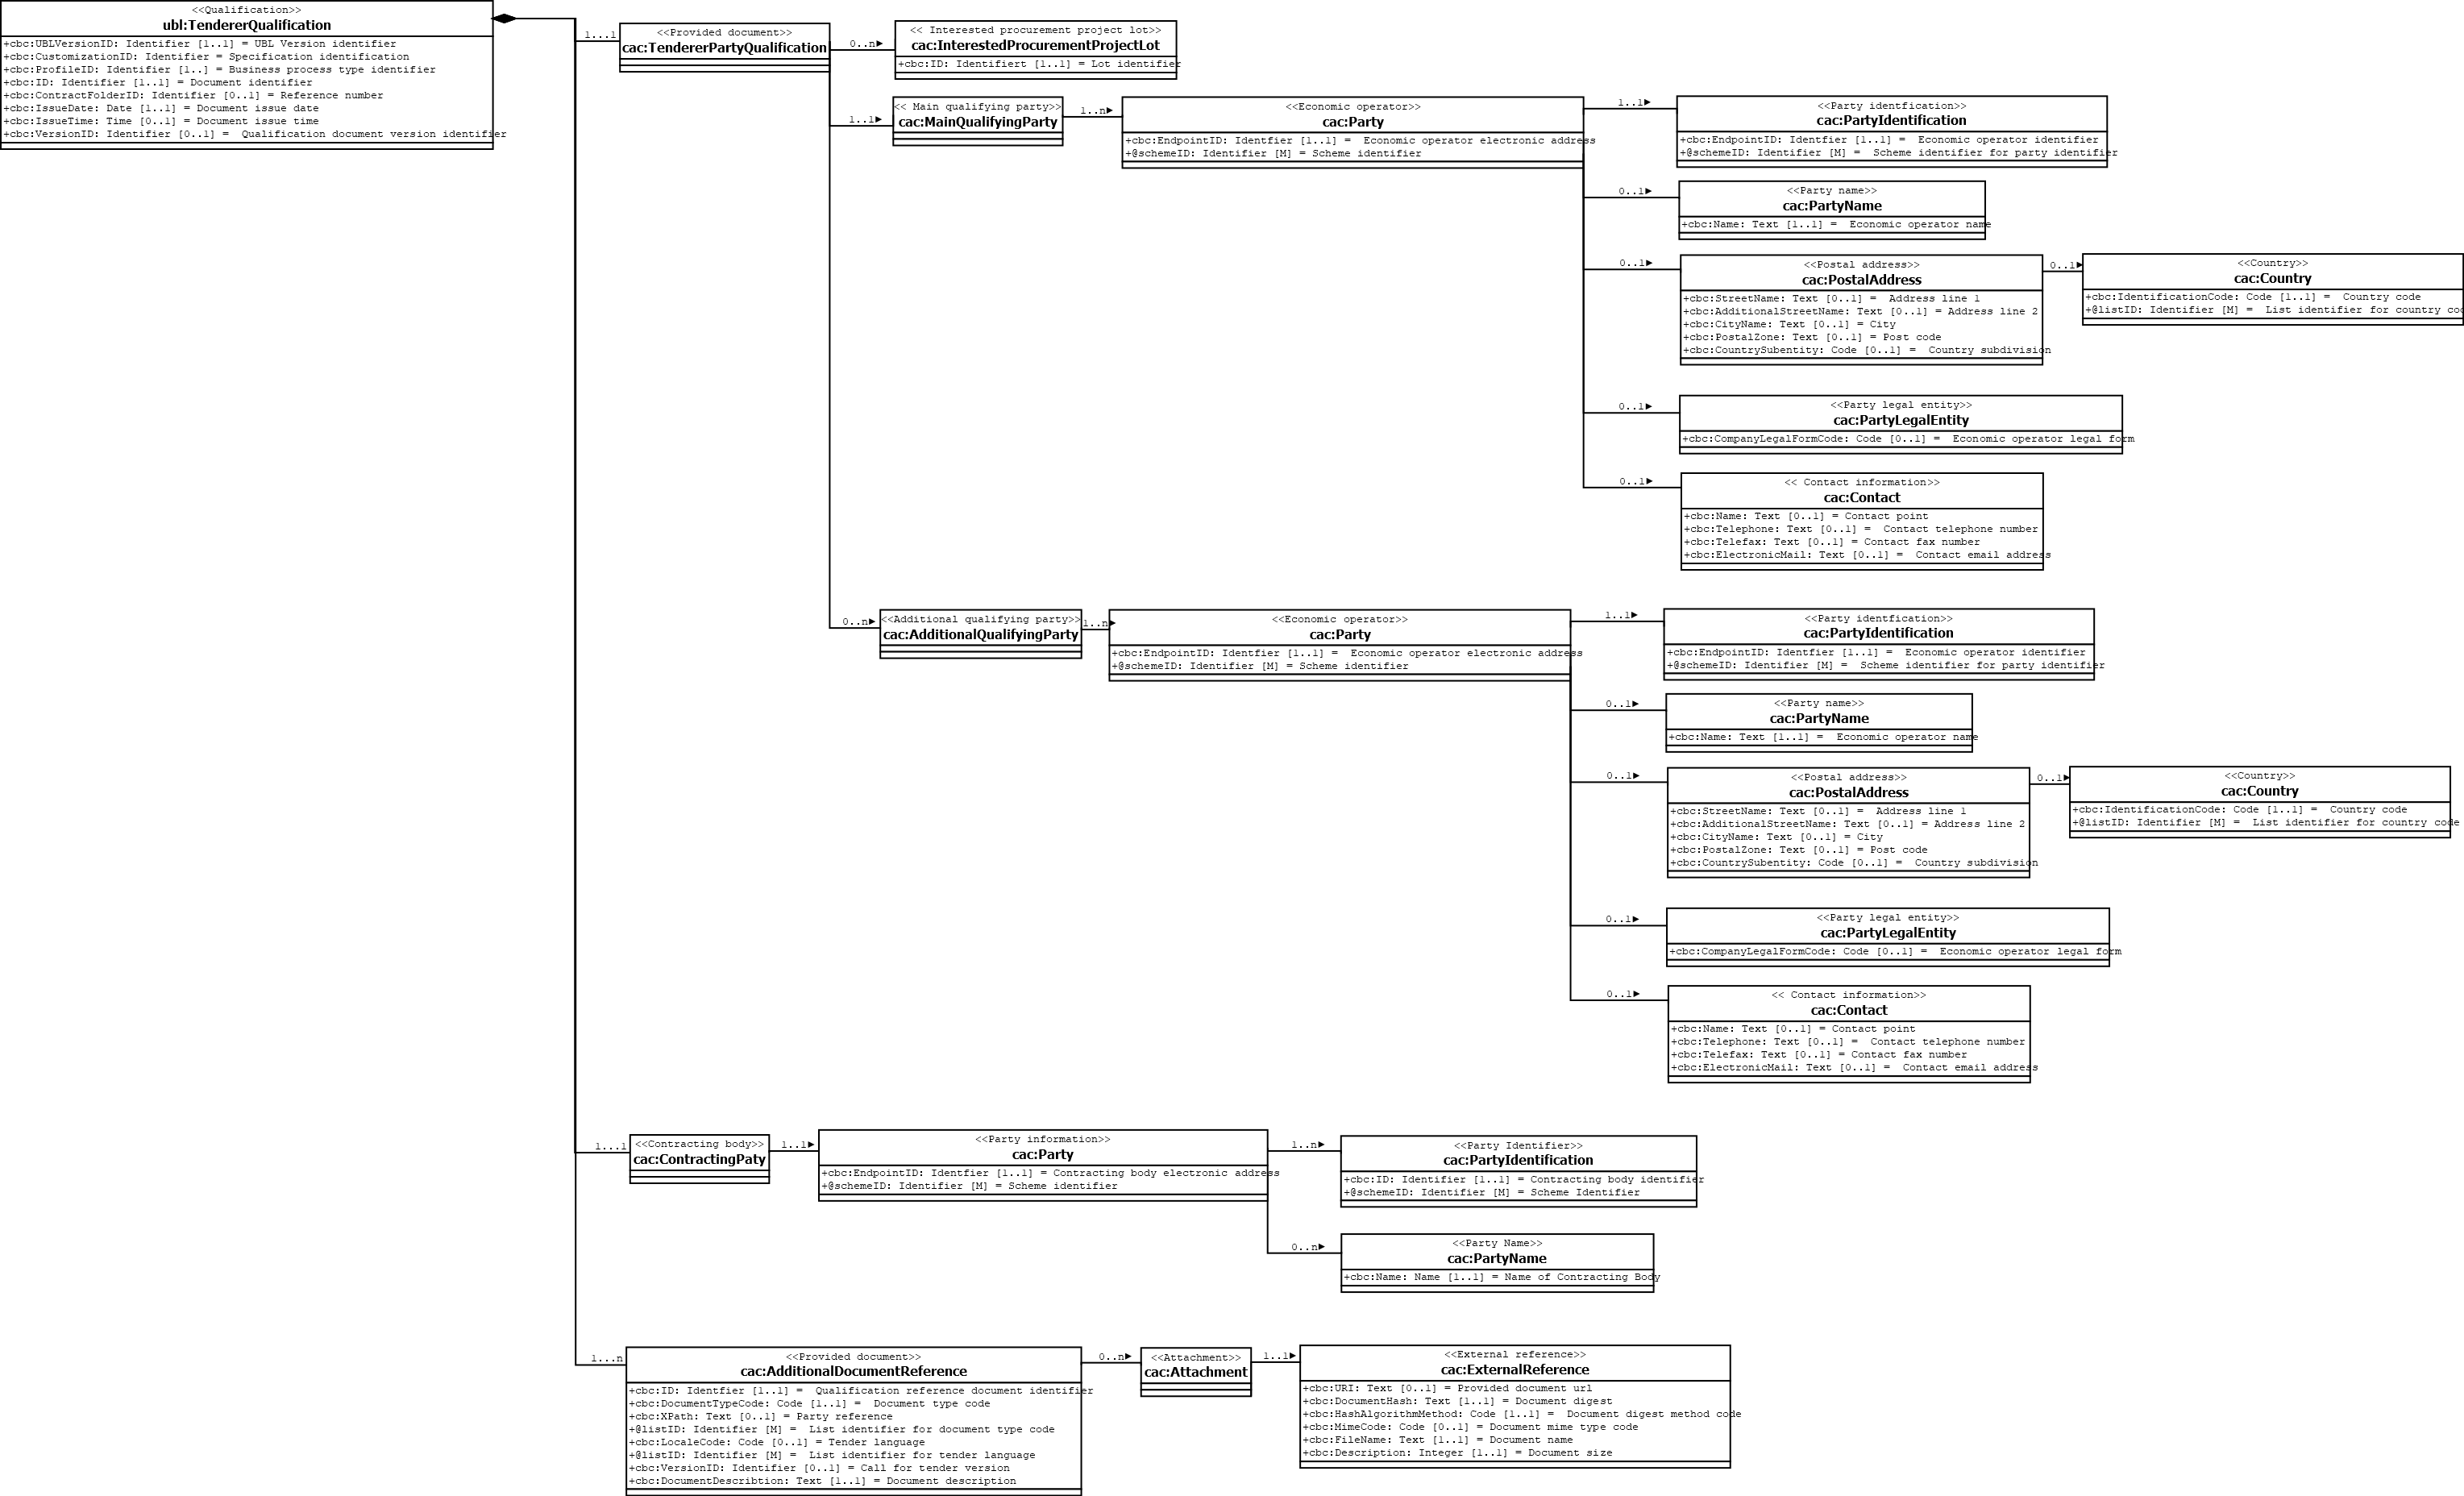 <<Qualification>>
ubl:TendererQualification
+cbc:UBLVersionID: Identifier [1..1] = UBL Version identifier
+cbc:CustomizationID: Identifier = Specification identification
+cbc:ProfileID: Identifier [1..] = Business process type identifier
+cbc:ID: Identifier [1..1] = Document identifier
+cbc:ContractFolderID: Identifier [0..1] = Reference number
+cbc:IssueDate: Date [1..1] = Document issue date
+cbc:IssueTime: Time [0..1] = Document issue time
+cbc:VersionID: Identifier [0..1] =  Qualification document version identifier
1...1
<<Provided document>>
cac:TendererPartyQualification
0..n
<< Interested procurement project lot>>
cac:InterestedProcurementProjectLot
+cbc:ID: Identifiert [1..1] = Lot identifier
1..1
<< Main qualifying party>>
cac:MainQualifyingParty
1..n
<<Economic operator>>
cac:Party
+cbc:EndpointID: Identfier [1..1] =  Economic operator electronic address
+@schemeID: Identifier [M] = Scheme identifier
1..1
<<Party identfication>>
cac:PartyIdentification
+cbc:EndpointID: Identfier [1..1] =  Economic operator identifier
+@schemeID: Identifier [M] =  Scheme identifier for party identifier
0..1
<<Party name>>
cac:PartyName
+cbc:Name: Text [1..1] =  Economic operator name
0..1
<<Postal address>>
cac:PostalAddress
+cbc:StreetName: Text [0..1] =  Address line 1
+cbc:AdditionalStreetName: Text [0..1] = Address line 2
+cbc:CityName: Text [0..1] = City
+cbc:PostalZone: Text [0..1] = Post code
+cbc:CountrySubentity: Code [0..1] =  Country subdivision
0..1
<<Country>>
cac:Country
+cbc:IdentificationCode: Code [1..1] =  Country code
+@listID: Identifier [M] =  List identifier for country co
0..1
<<Party legal entity>>
cac:PartyLegalEntity
+cbc:CompanyLegalFormCode: Code [0..1] =  Economic operator legal form
0..1
<< Contact information>>
cac:Contact
+cbc:Name: Text [0..1] = Contact point
+cbc:Telephone: Text [0..1] =  Contact telephone number
+cbc:Telefax: Text [0..1] = Contact fax number
+cbc:ElectronicMail: Text [0..1] =  Contact email address
0..n
<<Additional qualifying party>>
cac:AdditionalQualifyingParty
1..n
<<Economic operator>>
cac:Party
+cbc:EndpointID: Identfier [1..1] =  Economic operator electronic address
+@schemeID: Identifier [M] = Scheme identifier
1..1
<<Party identfication>>
cac:PartyIdentification
+cbc:EndpointID: Identfier [1..1] =  Economic operator identifier
+@schemeID: Identifier [M] =  Scheme identifier for party identifier
0..1
<<Party name>>
cac:PartyName
+cbc:Name: Text [1..1] =  Economic operator name
0..1
<<Postal address>>
cac:PostalAddress
+cbc:StreetName: Text [0..1] =  Address line 1
+cbc:AdditionalStreetName: Text [0..1] = Address line 2
+cbc:CityName: Text [0..1] = City
+cbc:PostalZone: Text [0..1] = Post code
+cbc:CountrySubentity: Code [0..1] =  Country subdivision
0..1
<<Country>>
cac:Country
+cbc:IdentificationCode: Code [1..1] =  Country code
+@listID: Identifier [M] =  List identifier for country code
0..1
<<Party legal entity>>
cac:PartyLegalEntity
+cbc:CompanyLegalFormCode: Code [0..1] =  Economic operator legal form
0..1
<< Contact information>>
cac:Contact
+cbc:Name: Text [0..1] = Contact point
+cbc:Telephone: Text [0..1] =  Contact telephone number
+cbc:Telefax: Text [0..1] = Contact fax number
+cbc:ElectronicMail: Text [0..1] =  Contact email address
1...1
<<Contracting body>>
cac:ContractingPaty
1..1
<<Party information>>
cac:Party
+cbc:EndpointID: Identfier [1..1] = Contracting body electronic address
+@schemeID: Identifier [M] = Scheme identifier
1..n
<<Party Identifier>>
cac:PartyIdentification
+cbc:ID: Identifier [1..1] = Contracting body identifier
+@schemeID: Identifier [M] = Scheme Identifier
0..n
<<Party Name>>
cac:PartyName
+cbc:Name: Name [1..1] = Name of Contracting Body
1...n
<<Provided document>>
cac:AdditionalDocumentReference
+cbc:ID: Identfier [1..1] =  Qualification reference document identifier
+cbc:DocumentTypeCode: Code [1..1] =  Document type code
+cbc:XPath: Text [0..1] = Party reference
+@listID: Identifier [M] =  List identifier for document type code
+cbc:LocaleCode: Code [0..1] = Tender language
+@listID: Identifier [M] =  List identifier for tender language
+cbc:VersionID: Identifier [0..1] = Call for tender version
+cbc:DocumentDescribtion: Text [1..1] = Document description
0..n
<<Attachment>>
cac:Attachment
1..1
<<External reference>>
cac:ExternalReference
+cbc:URI: Text [0..1] = Provided document url
+cbc:DocumentHash: Text [1..1] = Document digest
+cbc:HashAlgorithmMethod: Code [1..1] =  Document digest method code
+cbc:MimeCode: Code [0..1] = Document mime type code
+cbc:FileName: Text [1..1] = Document name
+cbc:Description: Integer [1..1] = Document size